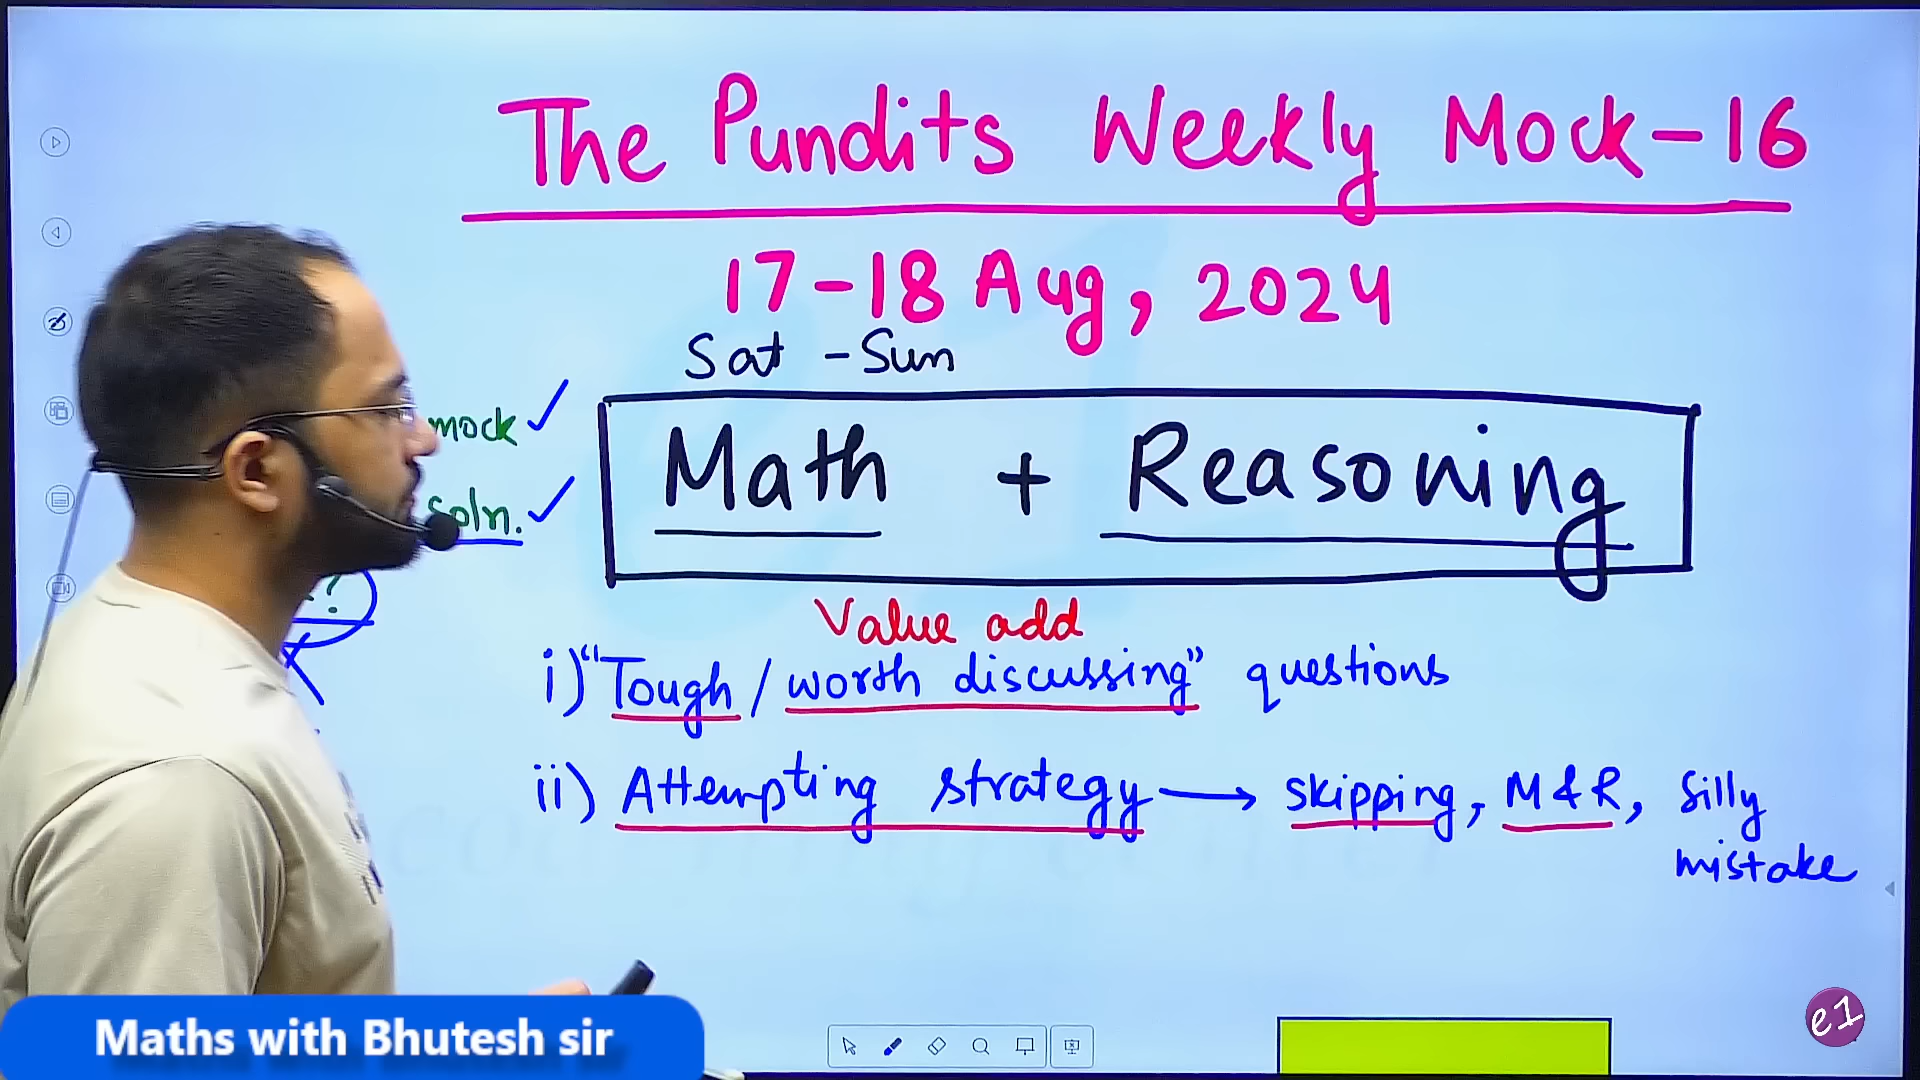 The Pundits Weekly Mock-16
17-18 Aug, 2024
Sat - Sun
mock ✓
Soln. ✓
Math + Reasoning
?
Value add
i) "Tough / worth discussing" questions
ii) Attempting strategy → skipping, M & R, Silly
mistake
Maths with Bhutesh sir
e1